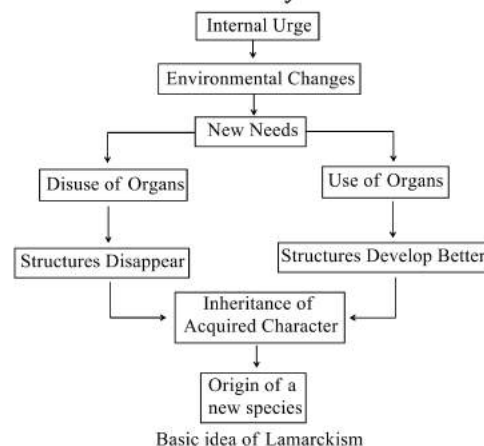 Internal Urge
Environmental Changes
New Needs
Disuse of Organs
Use of Organs
Structures Disappear
Structures Develop Better
Inheritance of
Acquired Character
Origin of a
new species
Basic idea of Lamarckism